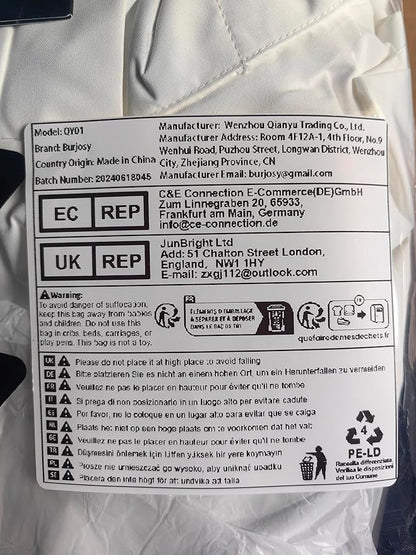 Model: QY01
Brand: Burjosy
Country Origin: Made in China
Batch Number: 20240618045
Manufacturer: Wenzhou Qianyu Trading Co., Ltd.
Manufacturer Address: Room 4F12A-1, 4th Floor, No.9
Wenhui Road, Puzhou Street, Longwan District, Wenzhou
City, Zhejiang Province, CN
Manufacturer Email: burjosy@gmail.com
EC REP
C&E Connection E-Commerce(DE)GmbH
Zum Linnegraben 20, 65933,
Frankfurt am Main, Germany
info@ce-connection.de
UK REP
JunBright Ltd
Add: 51 Chalton Street London,
England, NW1 1HY
E-mail: zxgj112@outlook.com
Warning:
To avoid danger of suffocation,
keep this bag away from babies
and children. Do not use this
bag in cribs, beds, carriages, or
play pens. This bag is not a toy.
FR
ÉLÉMENTS D'EMBALLAGE
À SÉPARER ET À DÉPOSER
DANS LE BAC DE TRI
FR
quefairedemesdechets.fr
UK Please do not place it at high place to avoid falling
DE Bitte platzieren Sie es nicht an einem hohen Ort, um ein Herunterfallen zu vermeiden
FR Veuillez ne pas le placer en hauteur pour éviter qu'il ne tombe
IT Si prega di non posizionarlo in un luogo alto per evitare cadute
ES Por favor, no lo coloque en un lugar alto para evitar que se caiga
NL Plaats het niet op een hoge plaats om te voorkomen dat het valt
Veuillez ne pas le placer en hauteur pour éviter qu'il ne tombe
TR Düşmesini önlemek için lütfen yüksek bir yere koymayın
PL Proszę nie umieszczać go wysoko, aby uniknąć upadku
SE Placera den inte högt för att undvika att falla
4
PE-LD
Raccolta differenziata.
Verifica le disposizioni
del tuo Comune